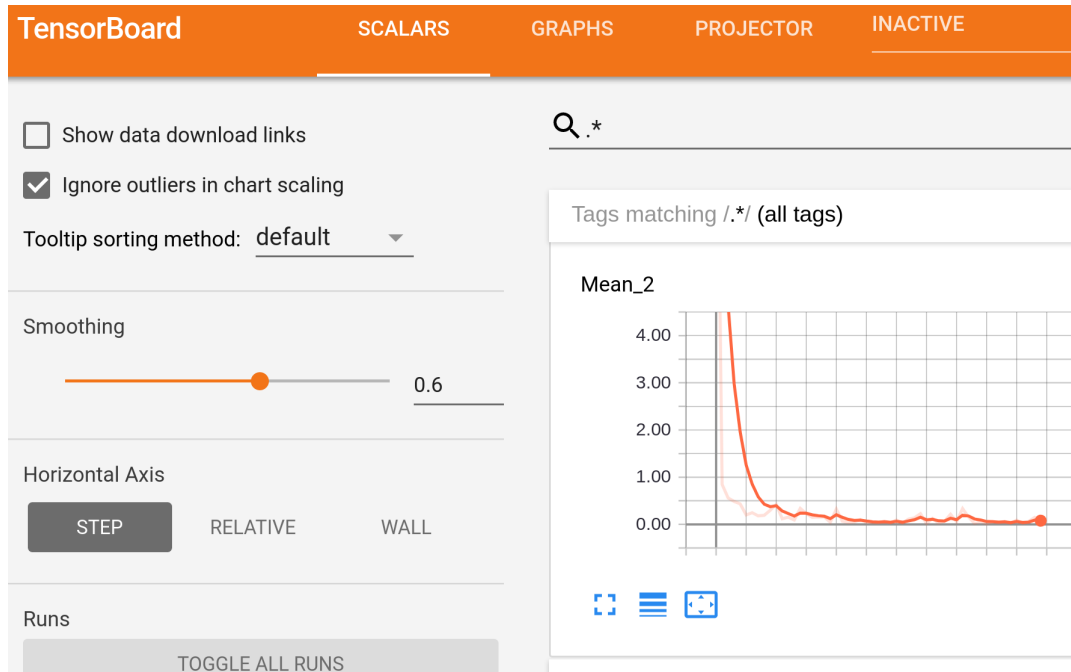 TensorBoard SCALARS GRAPHS PROJECTOR INACTIVE
Show data download links
Ignore outliers in chart scaling
Tooltip sorting method: default
Smoothing
0.6
Horizontal Axis
STEP RELATIVE WALL
Runs
TOGGLE ALL RUNS
.*
Tags matching /.*/ (all tags)
Mean_2
4.00
3.00
2.00
1.00
0.00